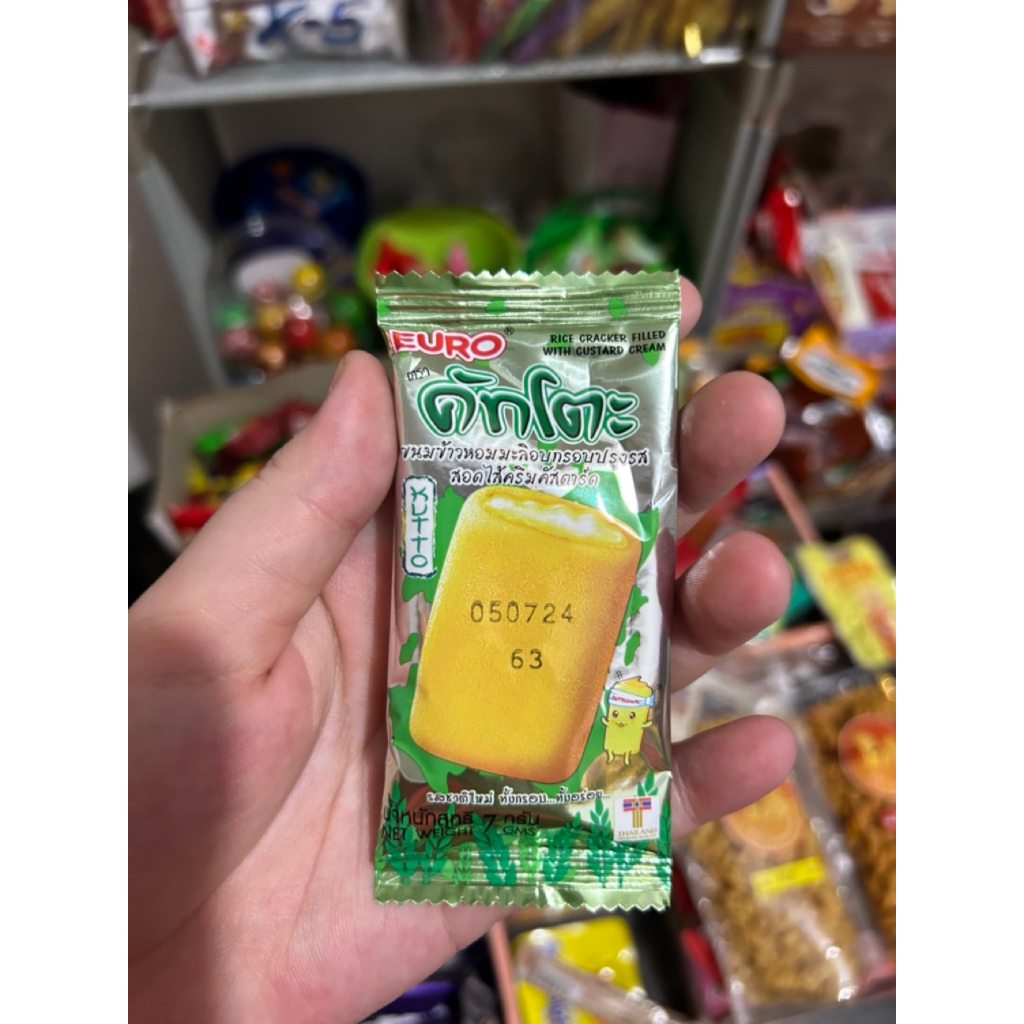 K-5
EURO®
RICE CRACKER FILLED
WITH CUSTARD CREAM
ตรา
คัทโตะ
ขนมข้าวหอมมะลิอบกรอบปรุงรส
สอดไส้ครีมคัสตาร์ด
KUTTO
050724
63
รสชาติใหม่ ทั้งกรอบ...ทั้งอร่อย...
น้ำหนักสุทธิ 7 กรัม
NET WEIGHT 7 GMS
THAILAND